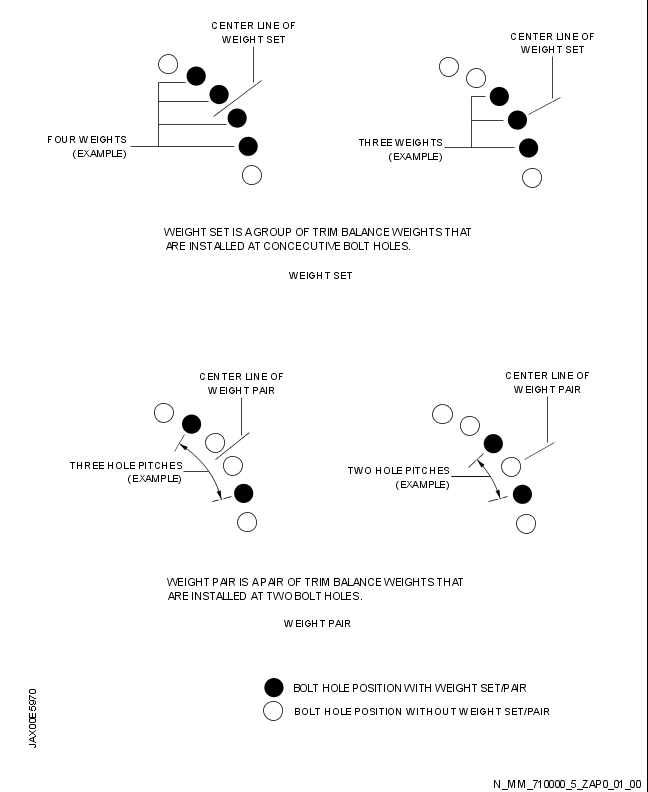 CENTER LINE OF
WEIGHT SET
CENTER LINE OF
WEIGHT SET
FOUR WEIGHTS
(EXAMPLE)
THREE WEIGHTS
(EXAMPLE)
WEIGHT SET IS A GROUP OF TRIM BALANCE WEIGHTS THAT
ARE INSTALLED AT CONCECUTIVE BOLT HOLES.
WEIGHT SET
CENTER LINE OF
WEIGHT PAIR
CENTER LINE OF
WEIGHT PAIR
THREE HOLE PITCHES
(EXAMPLE)
TWO HOLE PITCHES
(EXAMPLE)
WEIGHT PAIR IS A PAIR OF TRIM BALANCE WEIGHTS THAT
ARE INSTALLED AT TWO BOLT HOLES.
WEIGHT PAIR
BOLT HOLE POSITION WITH WEIGHT SET/PAIR
BOLT HOLE POSITION WITHOUT WEIGHT SET/PAIR
JAX00E5970
N_MM_710000_5_ZAP0_01_00